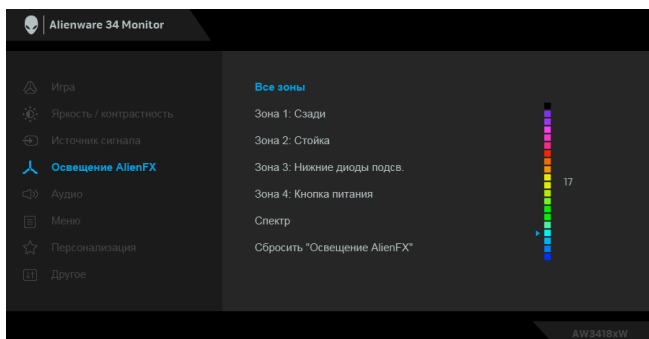 Alienware 34 Monitor
Игра
Яркость / контрастность
Источник сигнала
Освещение AlienFX
Аудио
Меню
Персонализация
Другое
Все зоны
Зона 1: Сзади
Зона 2: Стойка
Зона 3: Нижние диоды подсв.
Зона 4: Кнопка питания
Спектр
Сбросить "Освещение AlienFX"
17
AW3418xW